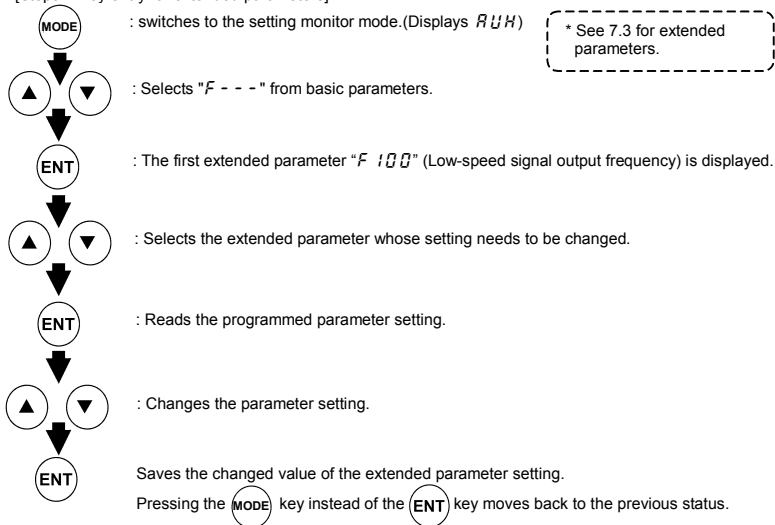 MODE : switches to the setting monitor mode.(Displays AUH)
* See 7.3 for extended
parameters.
▲ ▼ : Selects "F - - -" from basic parameters.
ENT : The first extended parameter “F 100” (Low-speed signal output frequency) is displayed.
▲ ▼ : Selects the extended parameter whose setting needs to be changed.
ENT : Reads the programmed parameter setting.
▲ ▼ : Changes the parameter setting.
ENT Saves the changed value of the extended parameter setting.
Pressing the MODE key instead of the ENT key moves back to the previous status.